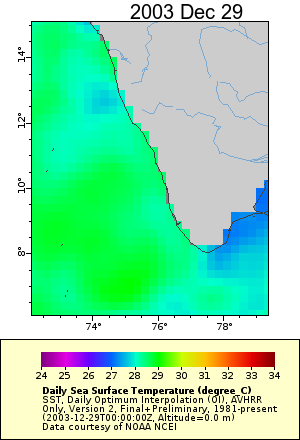 2003 Dec 29
14°
12°
10°
8°
74°
76°
78°
24 25 26 27 28 29 30 31 32 33 34
Daily Sea Surface Temperature (degree_C)
SST, Daily Optimum Interpolation (OI), AVHRR
Only, Version 2, Final+Preliminary, 1981-present
(2003-12-29T00:00:00Z, Altitude=0.0 m)
Data courtesy of NOAA NCEI